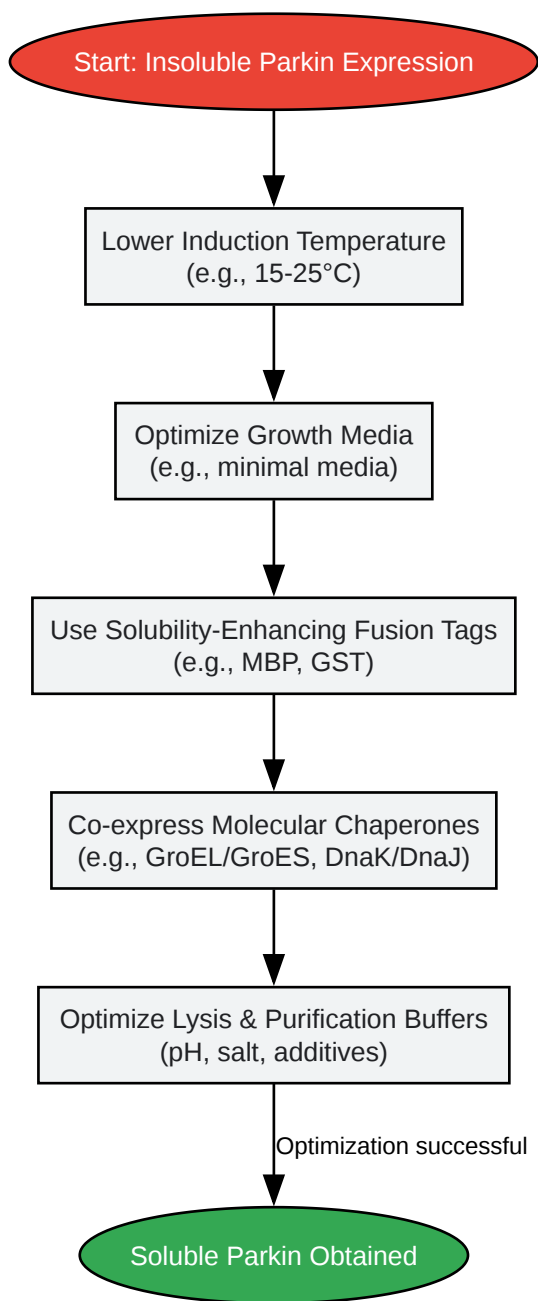 Start: Insoluble Parkin Expression
Lower Induction Temperature
(e.g., 15-25°C)
Optimize Growth Media
(e.g., minimal media)
Use Solubility-Enhancing Fusion Tags
(e.g., MBP, GST)
Co-express Molecular Chaperones
(e.g., GroEL/GroES, DnaK/DnaJ)
Optimize Lysis & Purification Buffers
(pH, salt, additives)
Optimization successful
Soluble Parkin Obtained